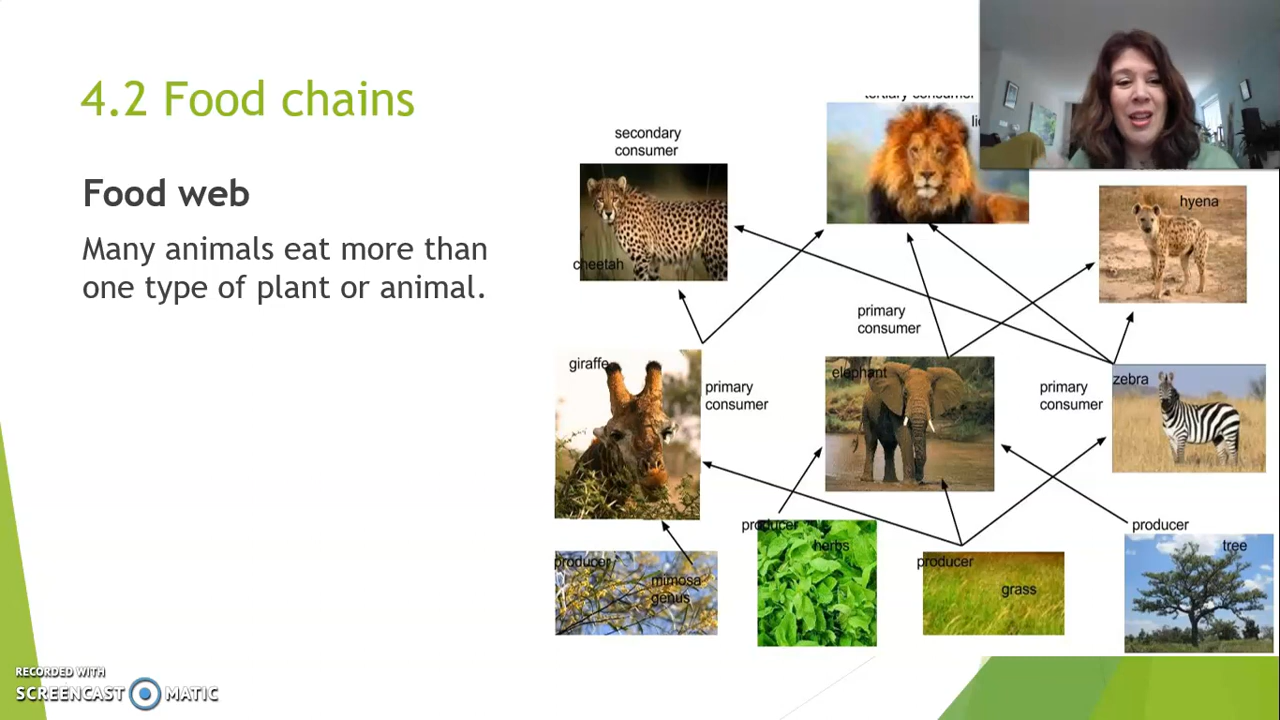 4.2 Food chains
Food web
Many animals eat more than
one type of plant or animal.
secondary
consumer
cheetah
tertiary consumer
hyena
primary
consumer
giraffe
primary
consumer
elephant
primary
consumer
zebra
producer
mimosa
genus
producer
herbs
producer
grass
producer
tree
RECORDED WITH
SCREENCAST MATIC